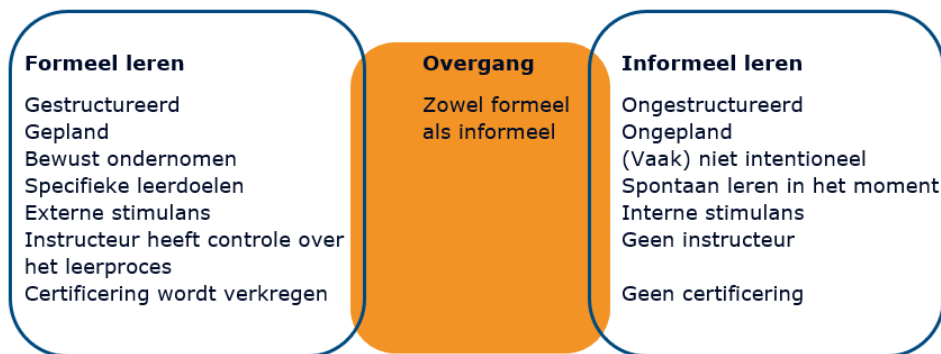 Formeel leren
Gestructureerd
Gepland
Bewust ondernomen
Specifieke leerdoelen
Externe stimulans
Instructeur heeft controle over
het leerproces
Certificering wordt verkregen
Overgang
Zowel formeel
als informeel
Informeel leren
Ongestructureerd
Ongepland
(Vaak) niet intentioneel
Spontaan leren in het moment
Interne stimulans
Geen instructeur
Geen certificering